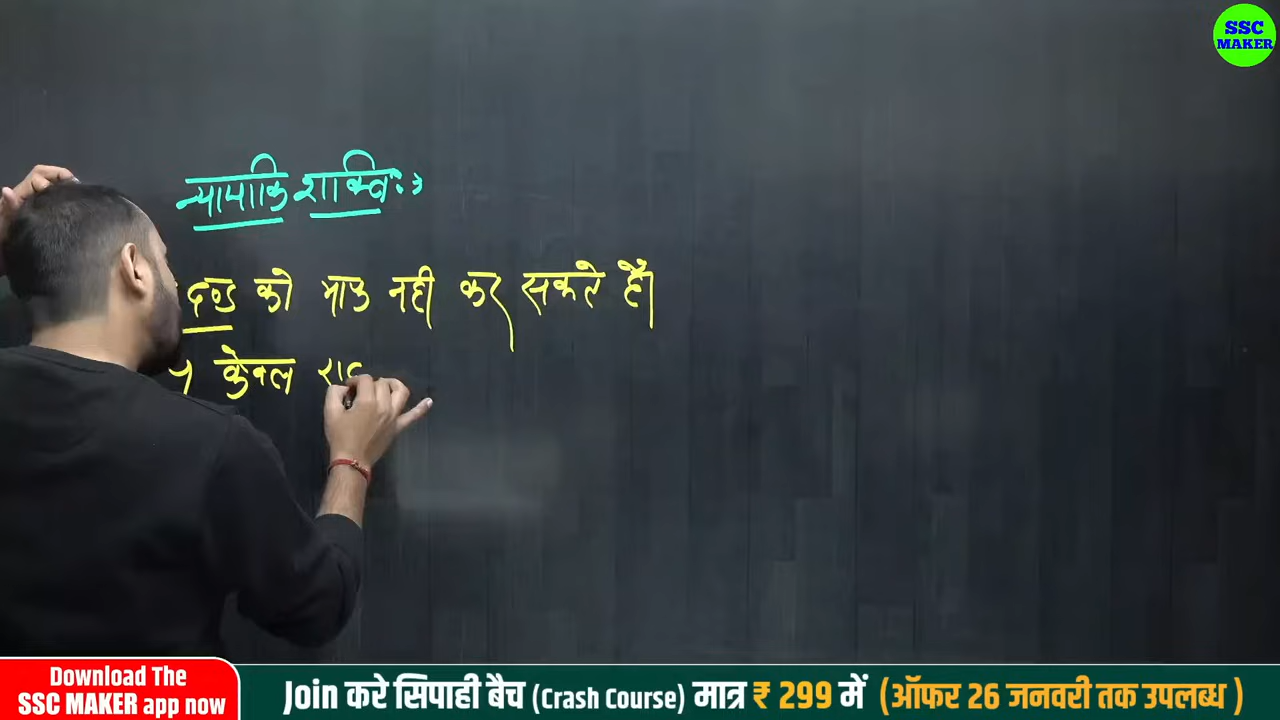 SSC
MAKER
न्यायिक शक्ति :→
दण्ड को माफ नही कर सकते हैं।
→ केवल
Download The
SSC MAKER app now
Join करे सिपाही बैच (Crash Course) मात्र ₹ 299 में (ऑफर 26 जनवरी तक उपलब्ध )